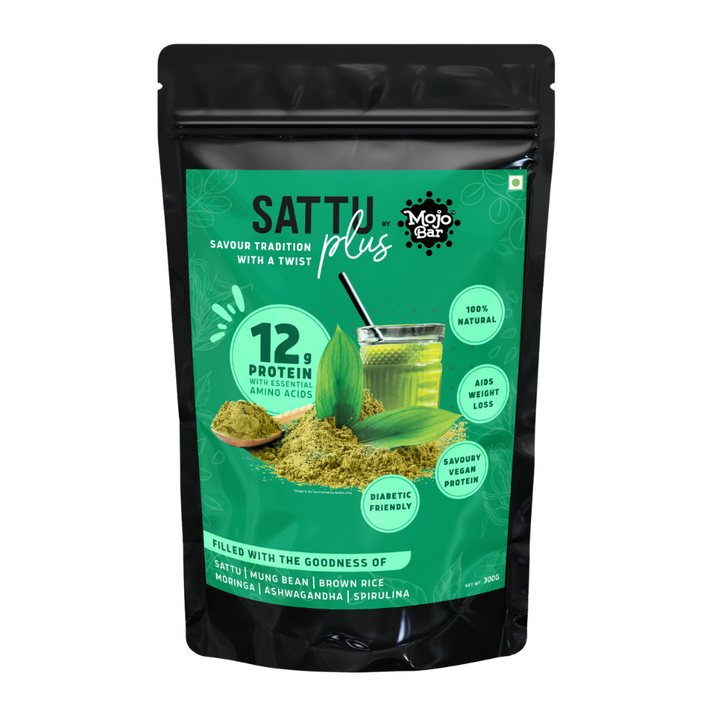 SATTU
plus
BY
Mojo
Bar
SAVOUR TRADITION
WITH A TWIST
12g
PROTEIN
WITH ESSENTIAL
AMINO ACIDS
100%
NATURAL
AIDS
WEIGHT
LOSS
SAVOURY
VEGAN
PROTEIN
DIABETIC
FRIENDLY
FILLED WITH THE GOODNESS OF
SATTU | MUNG BEAN | BROWN RICE
MORINGA | ASHWAGANDHA | SPIRULINA
NET WT. 300G